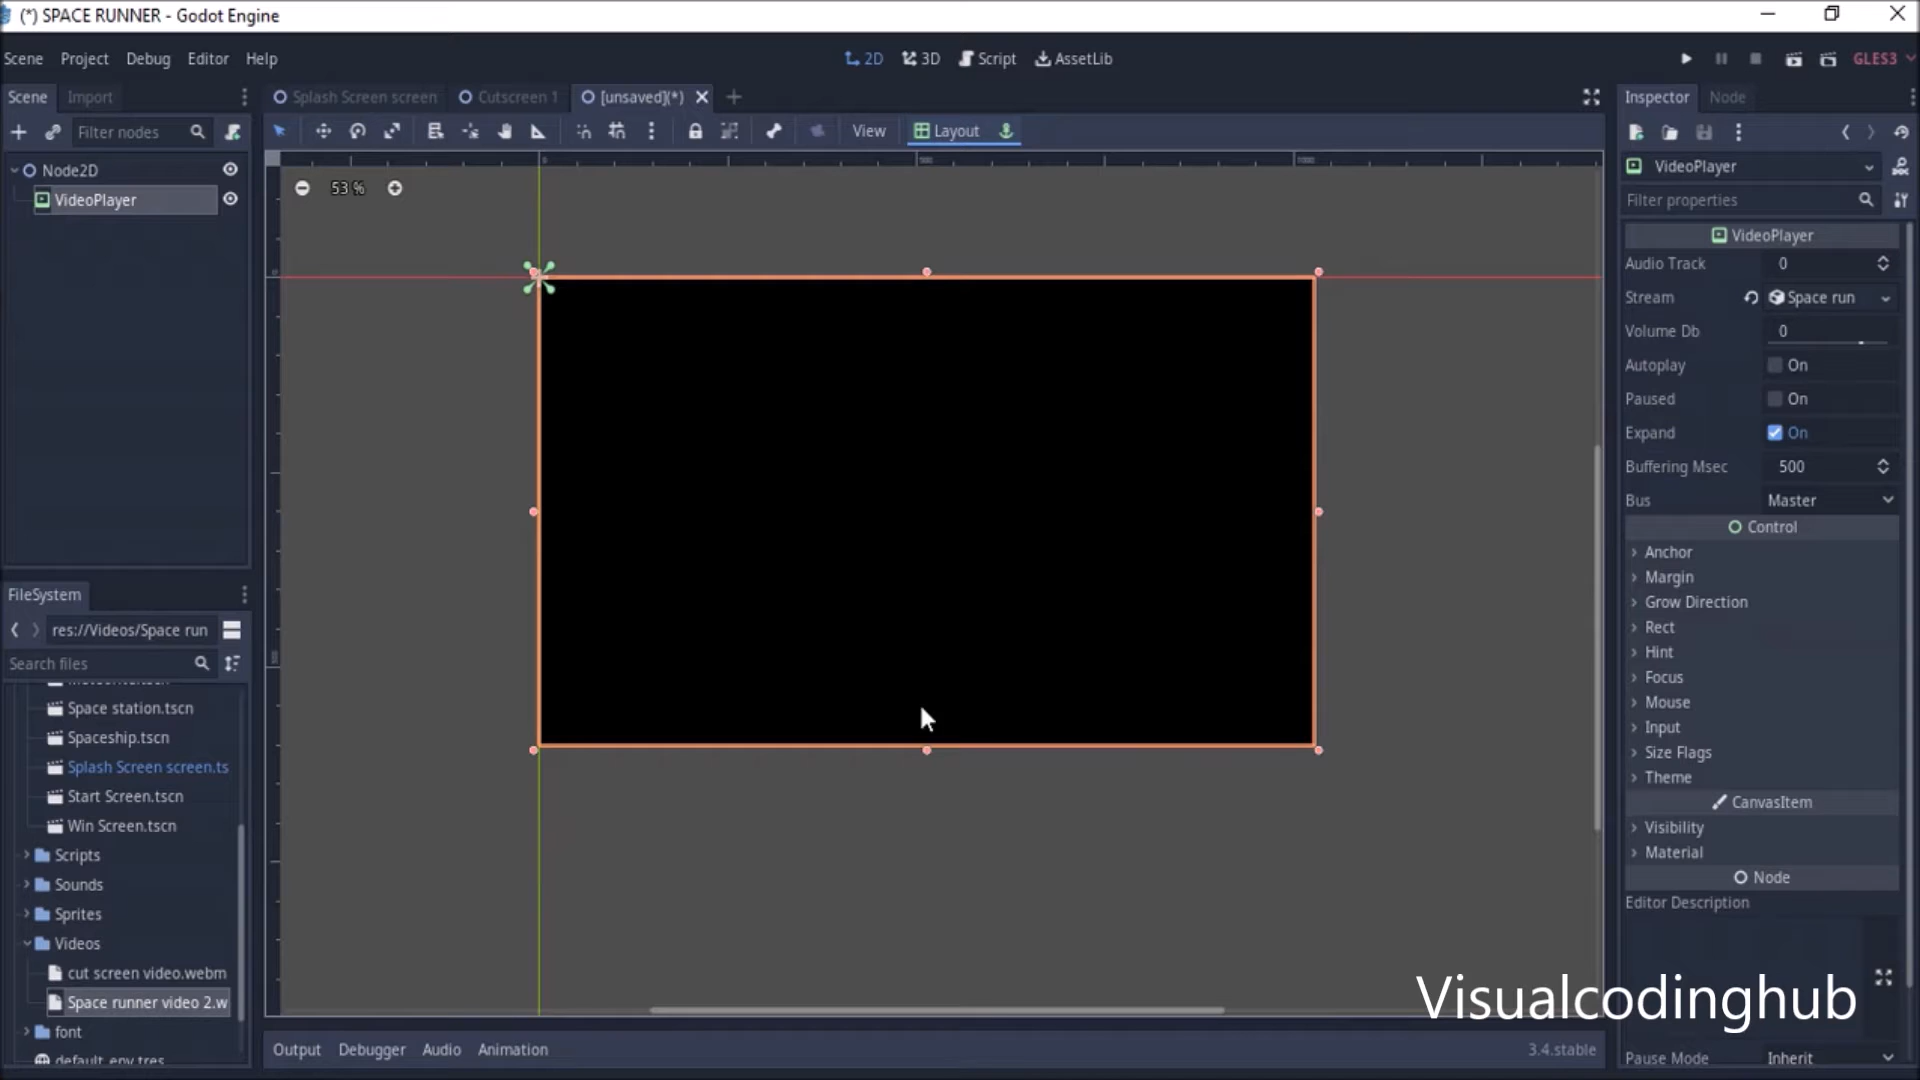 (*) SPACE RUNNER - Godot Engine
Scene Project Debug Editor Help
2D 3D Script AssetLib
GLES3
Scene Import
Splash Screen screen Cutscreen 1 [unsaved](*)
Inspector Node
Filter nodes
View Layout
Node2D
VideoPlayer
53 %
0
500
1000
VideoPlayer
Filter properties
VideoPlayer
Audio Track 0
Stream Space run
Volume Db 0
Autoplay On
Paused On
Expand On
Buffering Msec 500
Bus Master
Control
Anchor
Margin
Grow Direction
Rect
Hint
Focus
Mouse
Input
Size Flags
Theme
CanvasItem
Visibility
Material
Node
Editor Description
Pause Mode Inherit
FileSystem
res://Videos/Space run
Search files
Space station.tscn
Spaceship.tscn
Splash Screen screen.ts
Start Screen.tscn
Win Screen.tscn
Scripts
Sounds
Sprites
Videos
cut screen video.webm
Space runner video 2.w
font
default_env.tres
Output Debugger Audio Animation
3.4.stable
Visualcodinghub